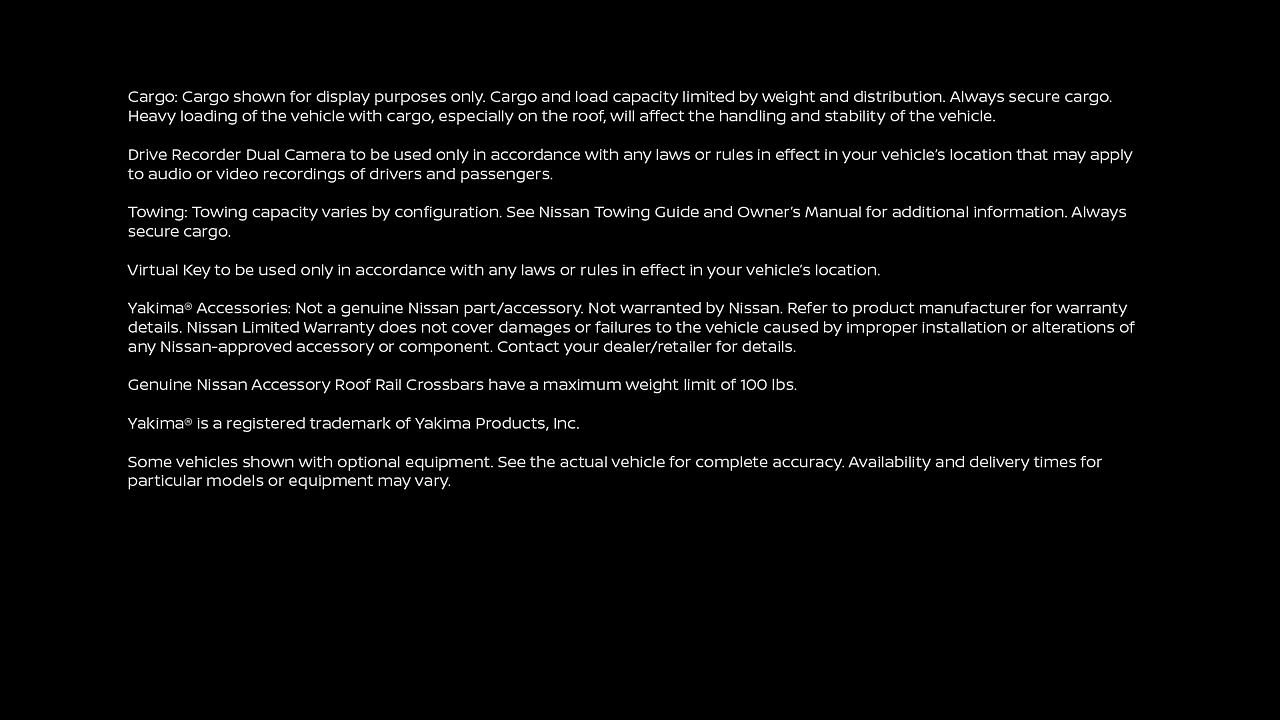 Cargo: Cargo shown for display purposes only. Cargo and load capacity limited by weight and distribution. Always secure cargo.
Heavy loading of the vehicle with cargo, especially on the roof, will affect the handling and stability of the vehicle.
Drive Recorder Dual Camera to be used only in accordance with any laws or rules in effect in your vehicle's location that may apply
to audio or video recordings of drivers and passengers.
Towing: Towing capacity varies by configuration. See Nissan Towing Guide and Owner's Manual for additional information. Always
secure cargo.
Virtual Key to be used only in accordance with any laws or rules in effect in your vehicle's location.
Yakima® Accessories: Not a genuine Nissan part/accessory. Not warranted by Nissan. Refer to product manufacturer for warranty
details. Nissan Limited Warranty does not cover damages or failures to the vehicle caused by improper installation or alterations of
any Nissan-approved accessory or component. Contact your dealer/retailer for details.
Genuine Nissan Accessory Roof Rail Crossbars have a maximum weight limit of 100 lbs.
Yakima® is a registered trademark of Yakima Products, Inc.
Some vehicles shown with optional equipment. See the actual vehicle for complete accuracy. Availability and delivery times for
particular models or equipment may vary.